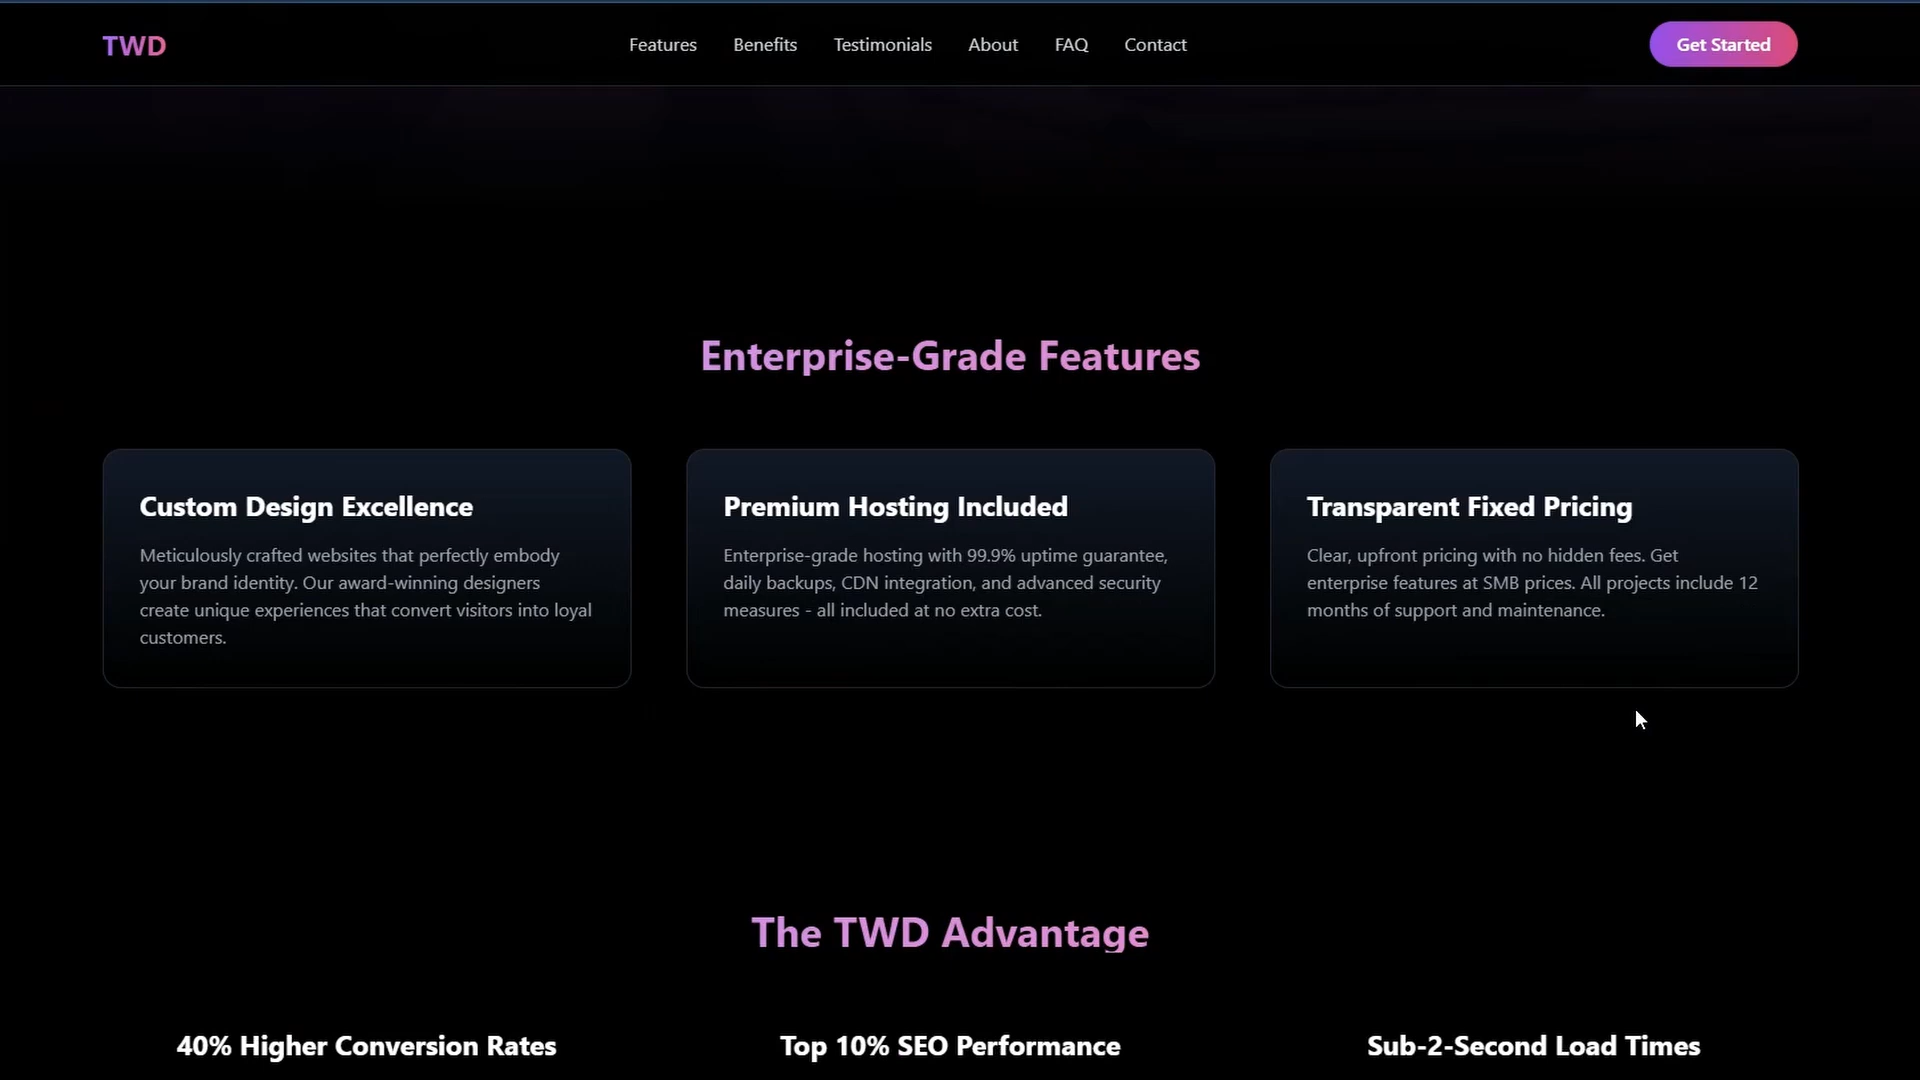 TWD
Features
Benefits
Testimonials
About
FAQ
Contact
Get Started
Enterprise-Grade Features
Custom Design Excellence
Meticulously crafted websites that perfectly embody
your brand identity. Our award-winning designers
create unique experiences that convert visitors into loyal
customers.
Premium Hosting Included
Enterprise-grade hosting with 99.9% uptime guarantee,
daily backups, CDN integration, and advanced security
measures - all included at no extra cost.
Transparent Fixed Pricing
Clear, upfront pricing with no hidden fees. Get
enterprise features at SMB prices. All projects include 12
months of support and maintenance.
The TWD Advantage
40% Higher Conversion Rates
Top 10% SEO Performance
Sub-2-Second Load Times